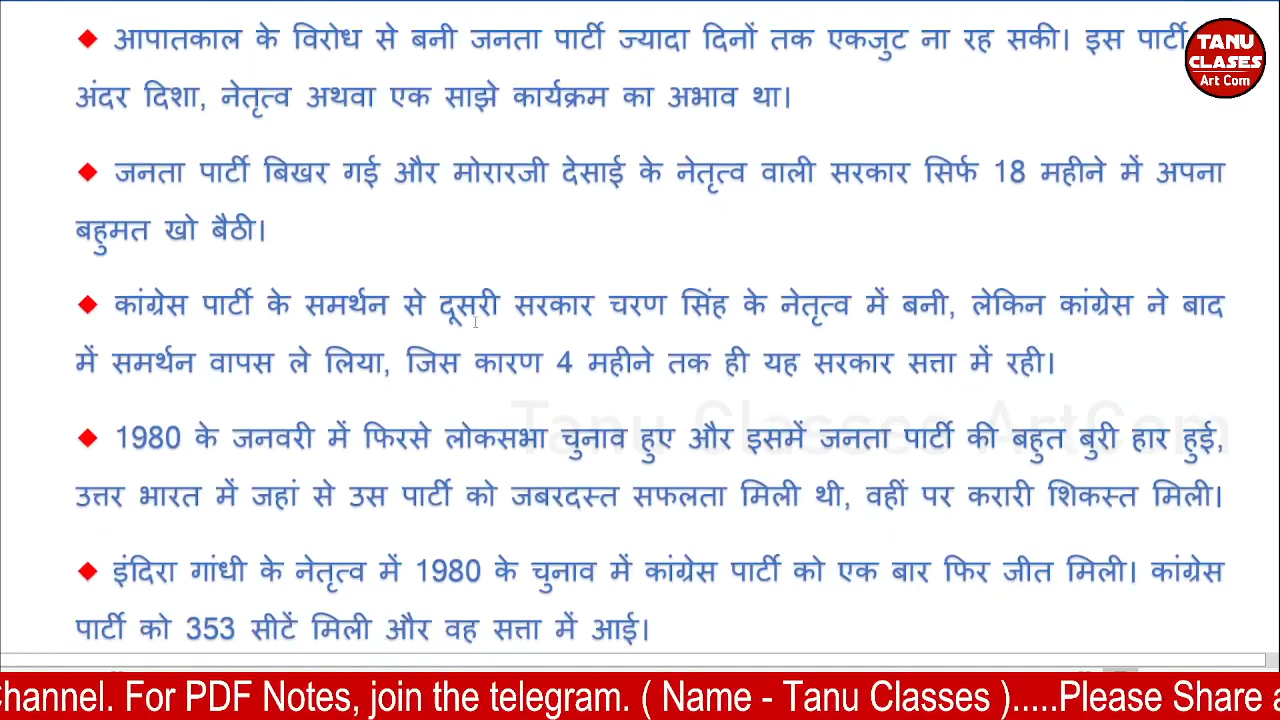 ◆ आपातकाल के विरोध से बनी जनता पार्टी ज्यादा दिनों तक एकजुट ना रह सकी। इस पार्टी
अंदर दिशा, नेतृत्व अथवा एक साझे कार्यक्रम का अभाव था।
◆ जनता पार्टी बिखर गई और मोरारजी देसाई के नेतृत्व वाली सरकार सिर्फ 18 महीने में अपना
बहुमत खो बैठी।
◆ कांग्रेस पार्टी के समर्थन से दूसरी सरकार चरण सिंह के नेतृत्व में बनी, लेकिन कांग्रेस ने बाद
में समर्थन वापस ले लिया, जिस कारण 4 महीने तक ही यह सरकार सत्ता में रही।
◆ 1980 के जनवरी में फिरसे लोकसभा चुनाव हुए और इसमें जनता पार्टी की बहुत बुरी हार हुई,
उत्तर भारत में जहां से उस पार्टी को जबरदस्त सफलता मिली थी, वहीं पर करारी शिकस्त मिली।
◆ इंदिरा गांधी के नेतृत्व में 1980 के चुनाव में कांग्रेस पार्टी को एक बार फिर जीत मिली। कांग्रेस
पार्टी को 353 सीटें मिली और वह सत्ता में आई।
TANU
CLASES
Art Com
Tanu Classes ArtCom
Channel. For PDF Notes, join the telegram. ( Name - Tanu Classes ).....Please Share a